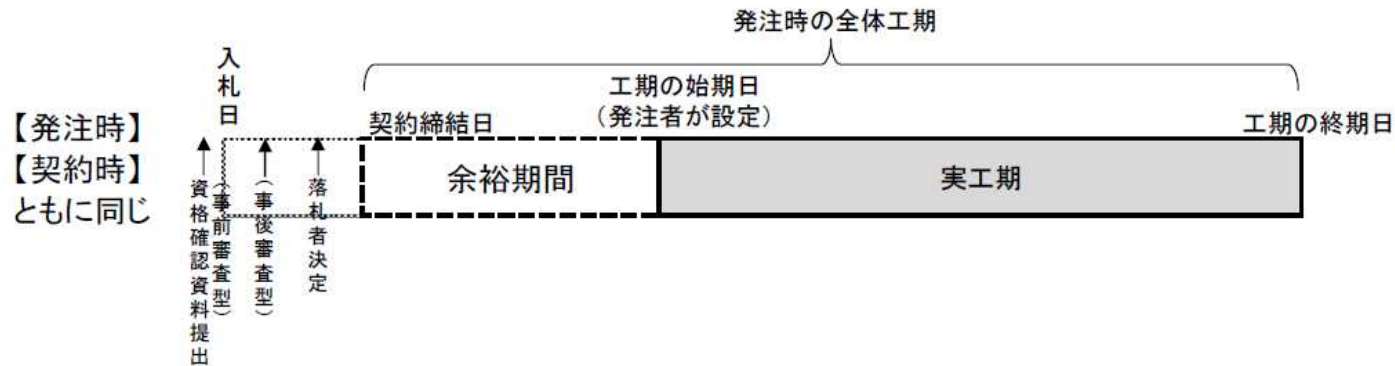 発注時の全体工期
入札日
工期の始期日
(発注者が設定)
契約締結日
工期の終期日
【発注時】
【契約時】
ともに同じ
余裕期間
実工期
資格確認資料提出
(事前審査型)
(事後審査型)
落札者決定